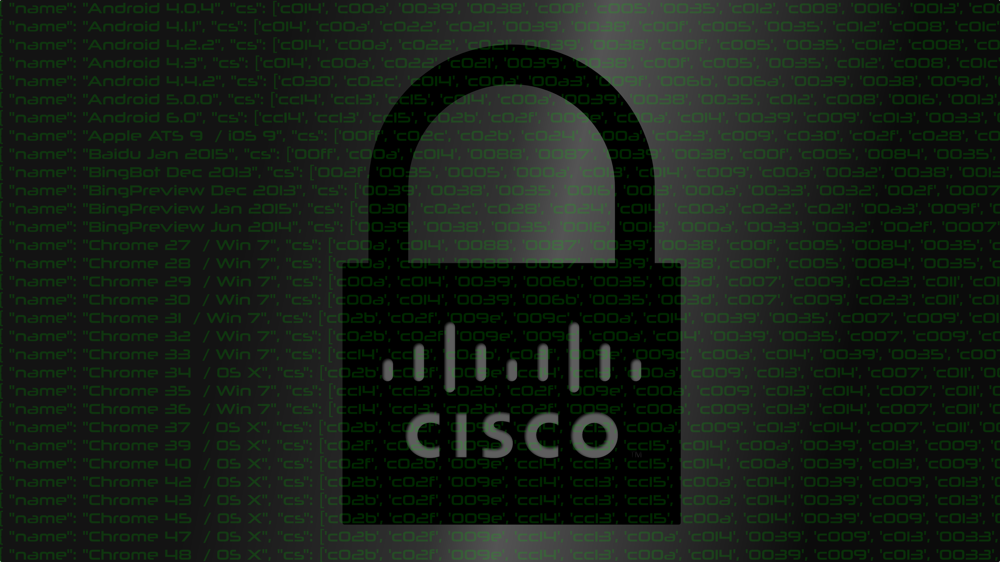 "name": "Android 4.0.4", "cs": ['c014', 'c00a', '0039', '0038', 'c00f', 'c005', '0035', 'c012', 'c008', '0016', '0013', 'c0
"name": "Android 4.1.1", "cs": ['c014', 'c00a', 'c022', 'c021', '0039', '0038', 'c00f', 'c005', '0035', 'c012', 'c008', 'c01c
"name": "Android 4.2.2", "cs": ['c014', 'c00a', 'c022', 'c021', '0039', '0038', 'c00f', 'c005', '0035', 'c012', 'c008', 'c0
"name": "Android 4.3", "cs": ['c014', 'c00a', 'c022', 'c021', '0039', '0038', 'c00f', 'c005', '0035', 'c012', 'c008', 'c01c
"name": "Android 4.4.2", "cs": ['c030', 'c02c', 'c014', 'c00a', '00a3', '009f', '006b', '006a', '0039', '0038', '009d', '0
"name": "Android 5.0.0", "cs": ['cc14', 'cc13', 'cc15', 'c014', 'c00a', '0039', '0038', '0035', 'c012', 'c008', '0016', '0013',
"name": "Android 6.0", "cs": ['cc14', 'cc13', 'cc15', 'c02b', 'c02f', '009e', 'c00a', 'c014', '0039', 'c009', 'c013', '0033', '
"name": "Apple ATS 9  / iOS 9", "cs": ['00ff', 'c02c', 'c02b', 'c024', 'c00a', 'c023', 'c009', 'c030', 'c02f', 'c028', 'c0
"name": "Baidu Jan 2015", "cs": ['00ff', 'c00a', 'c014', '0088', '0087', '0039', '0038', 'c00f', 'c005', '0084', '0035',
"name": "BingBot Dec 2013", "cs": ['002f', '0035', '0005', '000a', 'c013', 'c014', 'c009', 'c00a', '0032', '0038', '0013
"name": "BingPreview Dec 2013", "cs": ['0039', '0038', '0035', '0016', '0013', '000a', '0033', '0032', '002f', '0007
"name": "BingPreview Jan 2015", "cs": ['c030', 'c02c', 'c028', 'c024', 'c014', 'c00a', 'c022', 'c021', '00a3', '009f', '0
"name": "BingPreview Jun 2014", "cs": ['0039', '0038', '0035', '0016', '0013', '000a', '0033', '0032', '002f', '0007'
"name": "Chrome 27  / Win 7", "cs": ['c00a', 'c014', '0088', '0087', '0039', '0038', 'c00f', 'c005', '0084', '0035', 'c
"name": "Chrome 28  / Win 7", "cs": ['c00a', 'c014', '0088', '0087', '0039', '0038', 'c00f', 'c005', '0084', '0035', 'c
"name": "Chrome 29  / Win 7", "cs": ['c00a', 'c014', '0039', '006b', '0035', '003d', 'c007', 'c009', 'c023', 'c011', 'c01
"name": "Chrome 30  / Win 7", "cs": ['c00a', 'c014', '0039', '006b', '0035', '003d', 'c007', 'c009', 'c023', 'c011', 'c01
"name": "Chrome 31  / Win 7", "cs": ['c02b', 'c02f', '009e', '009c', 'c00a', 'c014', '0039', '0035', 'c007', 'c009', 'c01
"name": "Chrome 32  / Win 7", "cs": ['c02b', 'c02f', '009e', '009c', 'c00a', 'c014', '0039', '0035', 'c007', 'c009', 'c0
"name": "Chrome 33  / Win 7", "cs": ['cc14', 'cc13', 'c02b', 'c02f', '009e', '009c', 'c00a', 'c014', '0039', '0035', 'c00
"name": "Chrome 34  / OS X", "cs": ['c02b', 'c02f', '009e', 'cc14', 'cc13', 'c00a', 'c009', 'c013', 'c014', 'c007', 'c011', '00
"name": "Chrome 35  / Win 7", "cs": ['cc14', 'cc13', 'c02b', 'c02f', '009e', 'c00a', 'c009', 'c013', 'c014', 'c007', 'c011', '0
"name": "Chrome 36  / Win 7", "cs": ['cc14', 'cc13', 'c02b', 'c02f', '009e', 'c00a', 'c009', 'c013', 'c014', 'c007', 'c011', '0
"name": "Chrome 37  / OS X", "cs": ['c02b', 'c02f', '009e', 'cc14', 'cc13', 'c00a', 'c009', 'c013', 'c014', 'c007', 'c011', '00
CISCO
"name": "Chrome 39  / OS X", "cs": ['c02f', 'c02b', '009e', 'cc14', 'cc13', 'cc15', 'c014', 'c00a', '0039', 'c013', 'c009', '0
TM
"name": "Chrome 40  / OS X", "cs": ['c02f', 'c02b', '009e', 'cc14', 'cc13', 'cc15', 'c014', 'c00a', '0039', 'c013', 'c009', '0
"name": "Chrome 42  / OS X", "cs": ['c02b', 'c02f', '009e', 'cc14', 'cc13', 'cc15', 'c00a', 'c014', '0039', 'c009', 'c013', '0
"name": "Chrome 43  / OS X", "cs": ['c02b', 'c02f', '009e', 'cc14', 'cc13', 'cc15', 'c00a', 'c014', '0039', 'c009', 'c013', '0
"name": "Chrome 45  / OS X", "cs": ['c02b', 'c02f', '009e', 'cc14', 'cc13', 'cc15', 'c00a', 'c014', '0039', 'c009', 'c013', '0
"name": "Chrome 47  / OS X", "cs": ['c02b', 'c02f', '009e', 'cc14', 'cc13', 'c00a', 'c014', '0039', 'c009', 'c013', '0033',
"name": "Chrome 48  / OS X", "cs": ['c02b', 'c02f', '009e', 'cc14', 'cc13', 'c00a', 'c014', '0039', 'c009', 'c013', '0033',